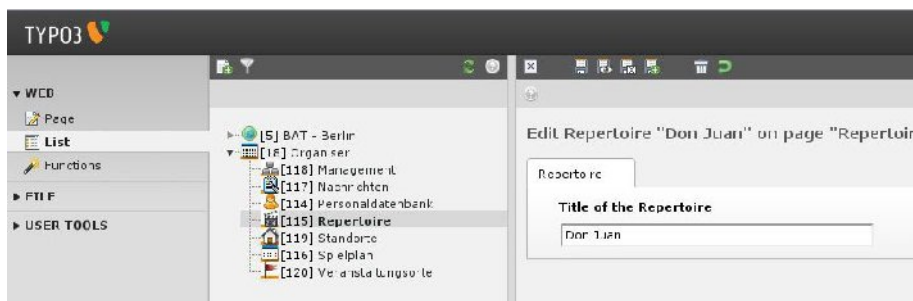 TYPO3
WEB
Page
List
Functions
FILE
USER TOOLS
[5] BAT - Berlin
[18] Organiser
[118] Management
[117] Nachrichten
[114] Personaldatenbank
[115] Repertoire
[119] Standorte
[116] Spielplan
[120] Veranstaltungsorte
Edit Repertoire "Don Juan" on page "Repertoir
Repertoire
Title of the Repertoire
Don Juan